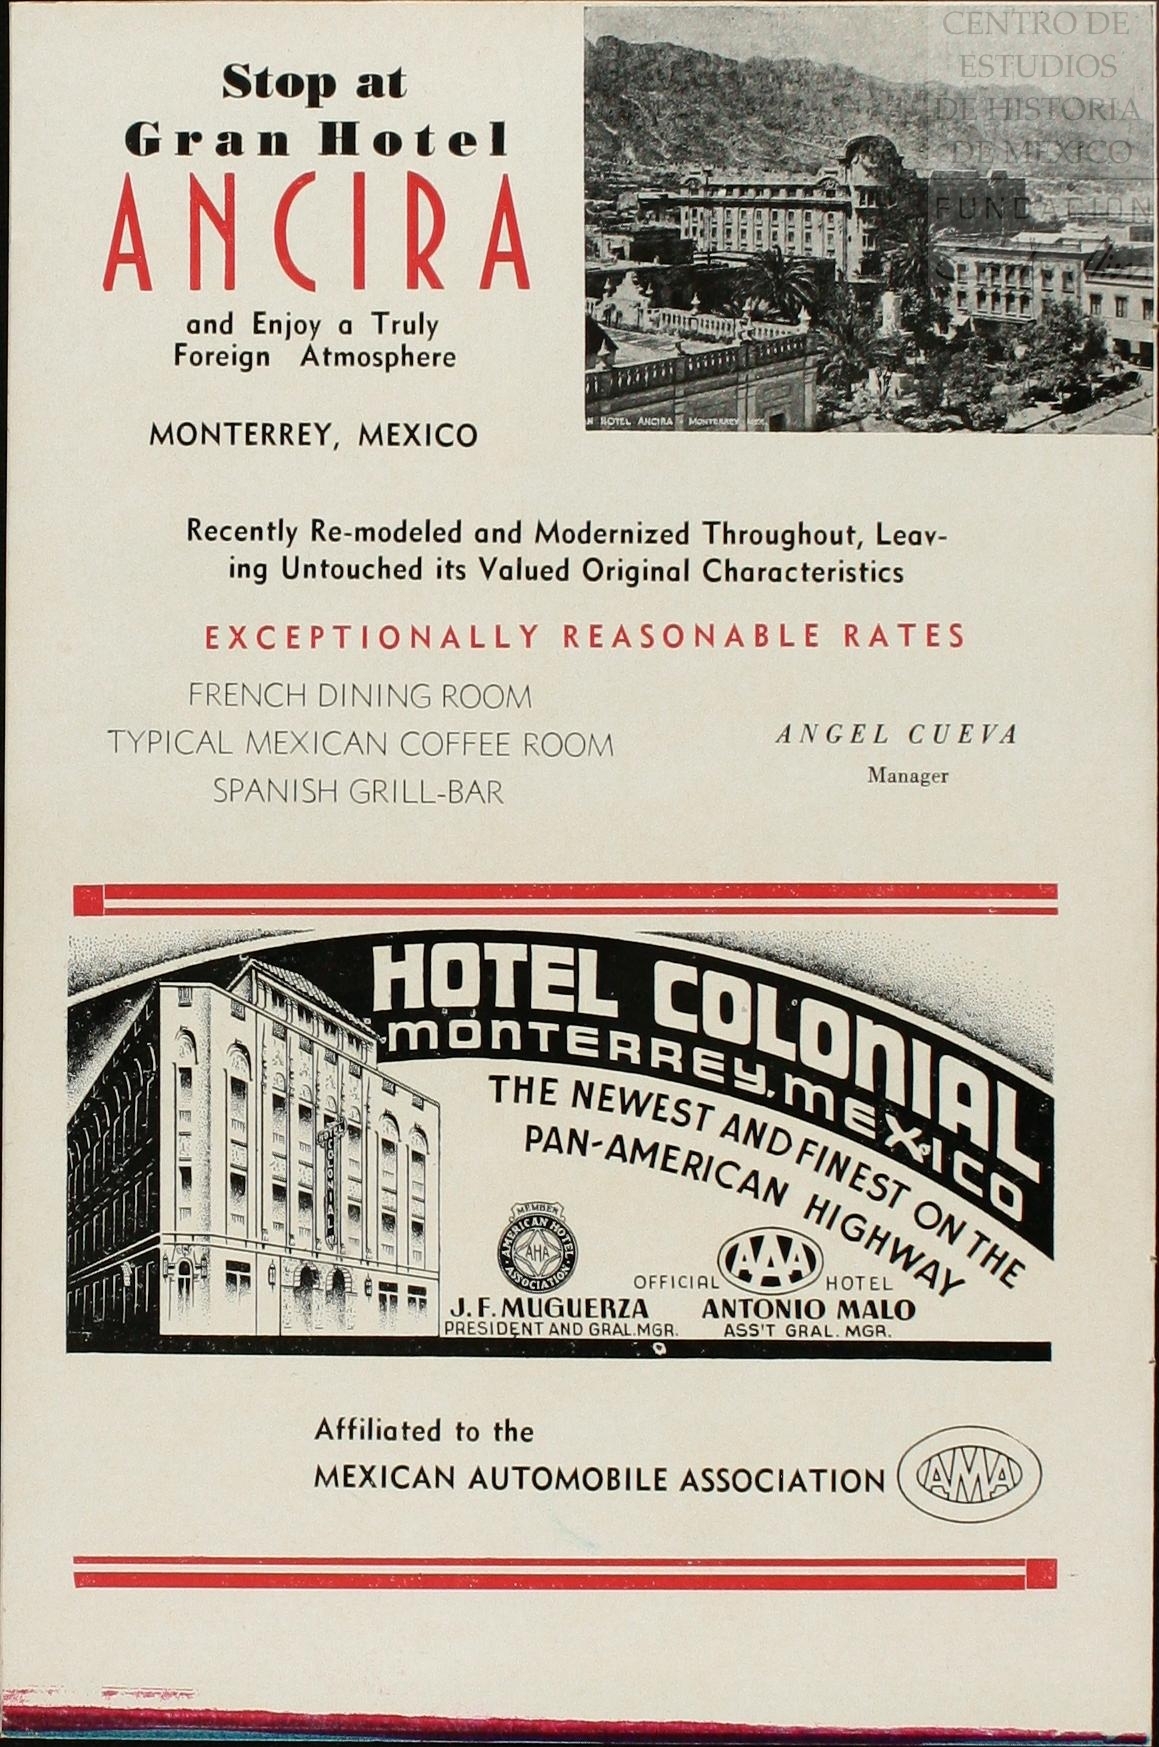 Stop at
Gran Hotel
ANCIRA
and Enjoy a Truly
Foreign Atmosphere
MONTERREY, MEXICO
CENTRO DE
ESTUDIOS
DE HISTORIA
DE MEXICO
FUNDACION
N HOTEL ANCIRA - MONTERREY MEX.
Recently Re-modeled and Modernized Throughout, Leav-
ing Untouched its Valued Original Characteristics
EXCEPTIONALLY REASONABLE RATES
FRENCH DINING ROOM
TYPICAL MEXICAN COFFEE ROOM
SPANISH GRILL-BAR
ANGEL CUEVA
Manager
HOTEL COLONIAL
MONTERREY, MEXICO
THE NEWEST AND FINEST ON THE
PAN-AMERICAN HIGHWAY
COLONIAL
MEMBER
AMERICAN HOTEL
AHA
ASSOCIATION
OFFICIAL AAA HOTEL
J. F. MUGUERZA
PRESIDENT AND GRAL. MGR.
ANTONIO MALO
ASS'T GRAL. MGR.
Affiliated to the
MEXICAN AUTOMOBILE ASSOCIATION
AMA